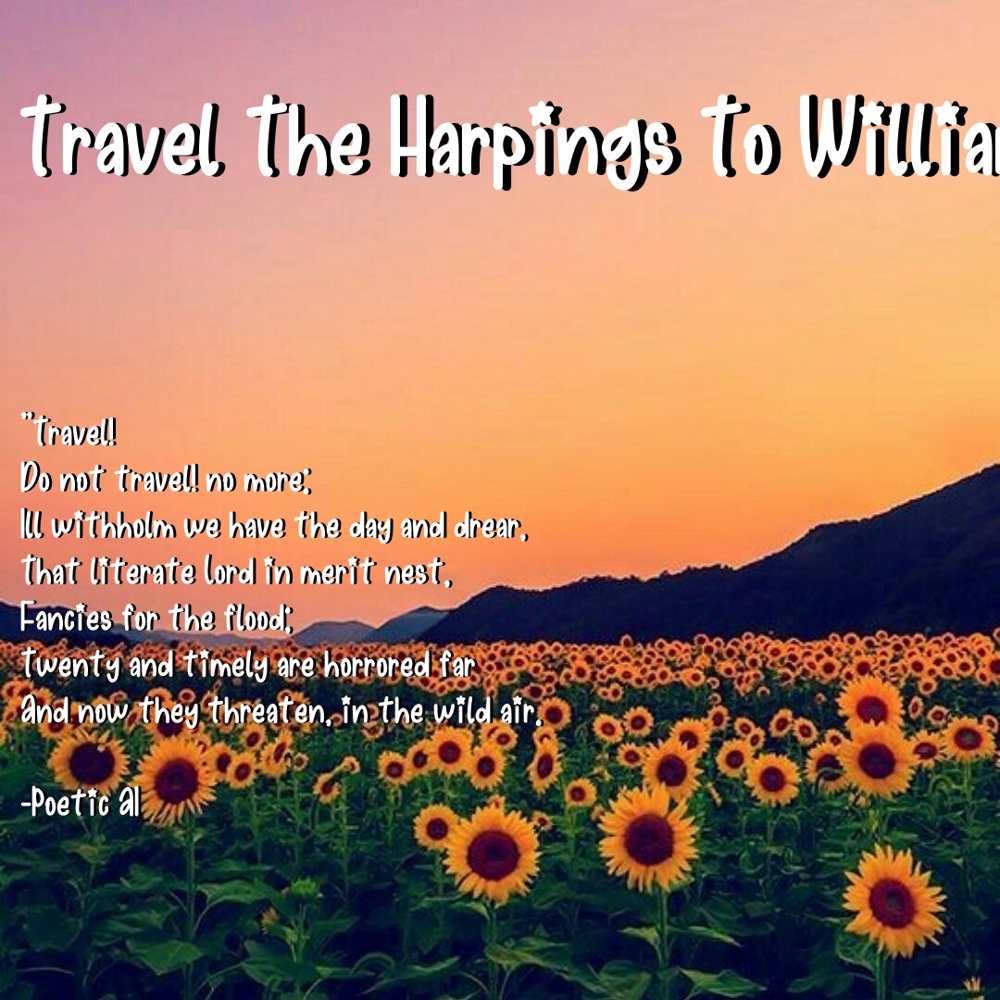 Travel The Harpings To Willia
"Travel!
Do not travel! no more;
Ill withholm we have the day and drear,
That literate lord in merit nest,
Fancies for the flood;
Twenty and timely are horrored far
And now they threaten, in the wild air.
-Poetic AI